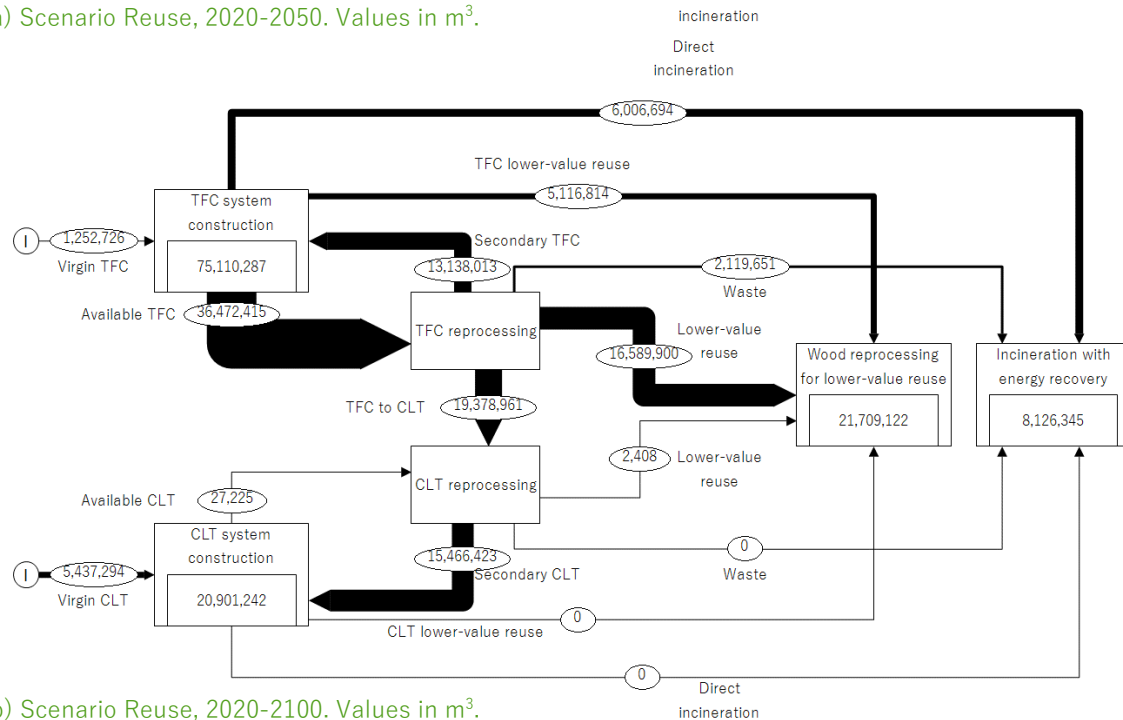 a) Scenario Reuse, 2020-2050. Values in m³.
incineration
Direct
incineration
6,006,694
TFC lower-value reuse
5,116,814
TFC system
construction
75,110,287
I
1,252,726
Virgin TFC
Secondary TFC
13,138,013
2,119,651
Waste
Available TFC
36,472,415
TFC reprocessing
Lower-value
reuse
16,589,900
Wood reprocessing
for lower-value reuse
21,709,122
Incineration with
energy recovery
8,126,345
TFC to CLT
19,378,961
2,408
Lower-value
reuse
CLT reprocessing
Available CLT
27,225
CLT system
construction
20,901,242
I
5,437,294
Virgin CLT
15,466,423
Secondary CLT
0
Waste
0
CLT lower-value reuse
0
Direct
incineration
b) Scenario Reuse, 2020-2100. Values in m³.